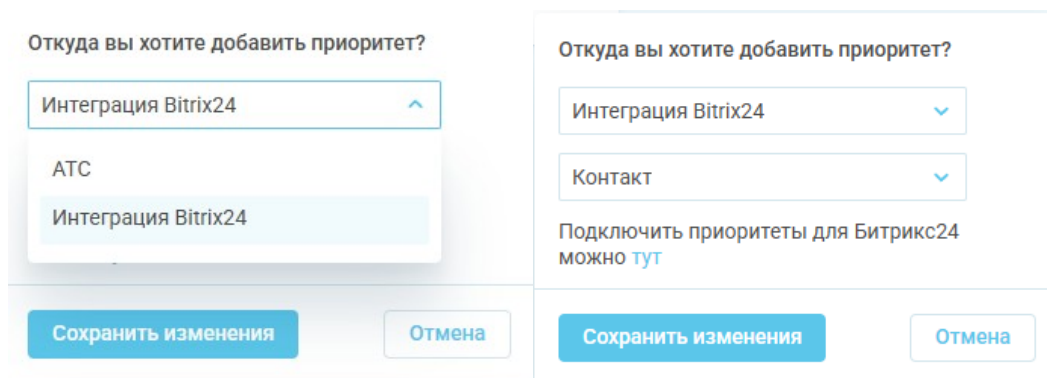 Откуда вы хотите добавить приоритет?
Интеграция Bitrix24
АТС
Интеграция Bitrix24
Сохранить изменения
Отмена
Откуда вы хотите добавить приоритет?
Интеграция Bitrix24
Контакт
Подключить приоритеты для Битрикс24
можно тут
Сохранить изменения
Отмена